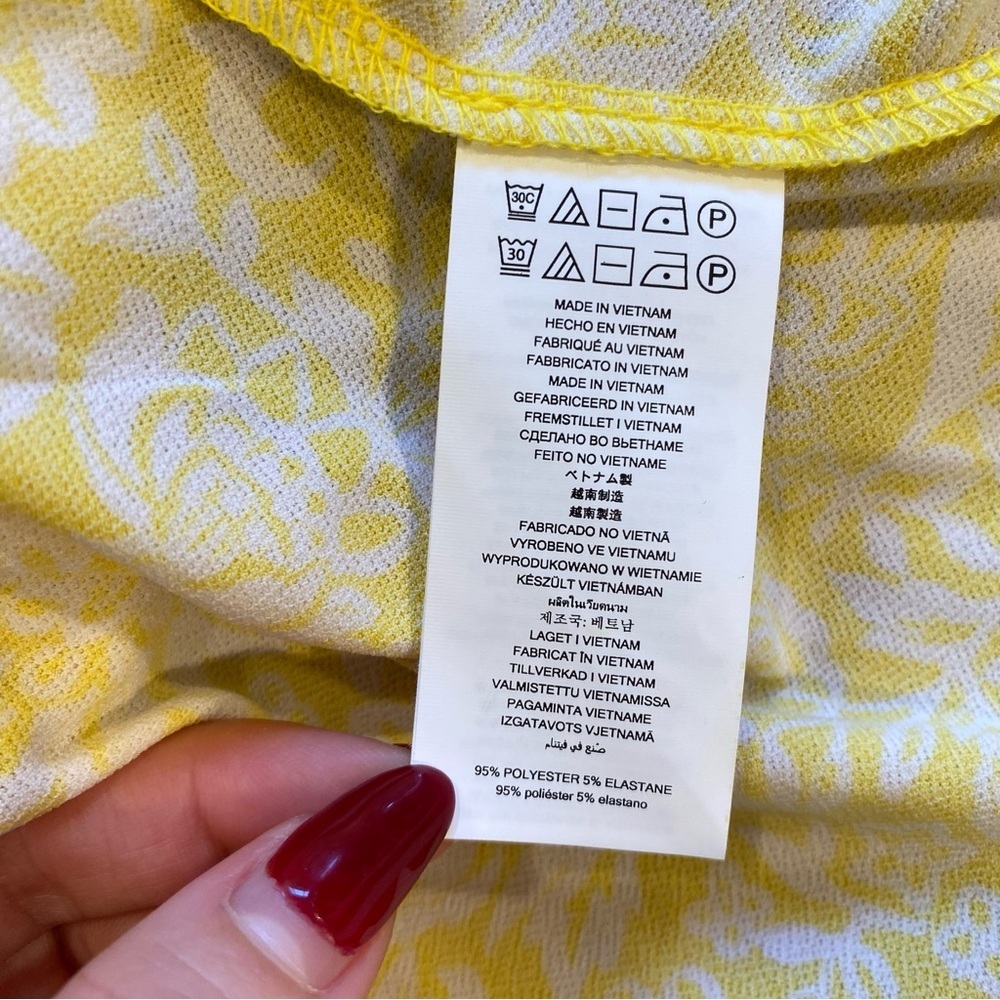 30C P
30 P
MADE IN VIETNAM
HECHO EN VIETNAM
FABRIQUÉ AU VIETNAM
FABBRICATO IN VIETNAM
MADE IN VIETNAM
GEFABRICEERD IN VIETNAM
FREMSTILLET I VIETNAM
СДЕЛАНО ВО ВЬЕТНАМЕ
FEITO NO VIETNAME
ベトナム製
越南制造
越南製造
FABRICADO NO VIETNÃ
VYROBENO VE VIETNAMU
WYPRODUKOWANO W WIETNAMIE
KÉSZÜLT VIETNÁMBAN
ผลิตในเวียดนาม
제조국: 베트남
LAGET I VIETNAM
FABRICAT ÎN VIETNAM
TILLVERKAD I VIETNAM
VALMISTETTU VIETNAMISSA
PAGAMINTA VIETNAME
IZGATAVOTS VJETNAMĀ
صنع في فيتنام
95% POLYESTER 5% ELASTANE
95% poliéster 5% elastano